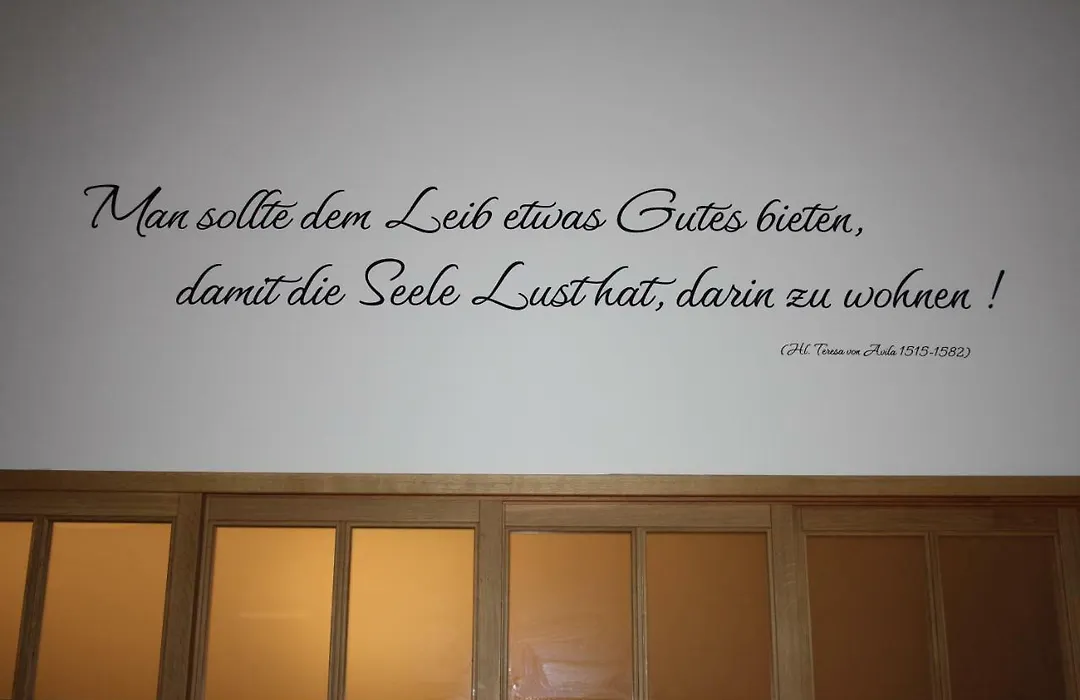 Man sollte dem Leib etwas Gutes bieten,
damit die Seele Lust hat, darin zu wohnen !
(Hl. Teresa von Avila 1515-1582)